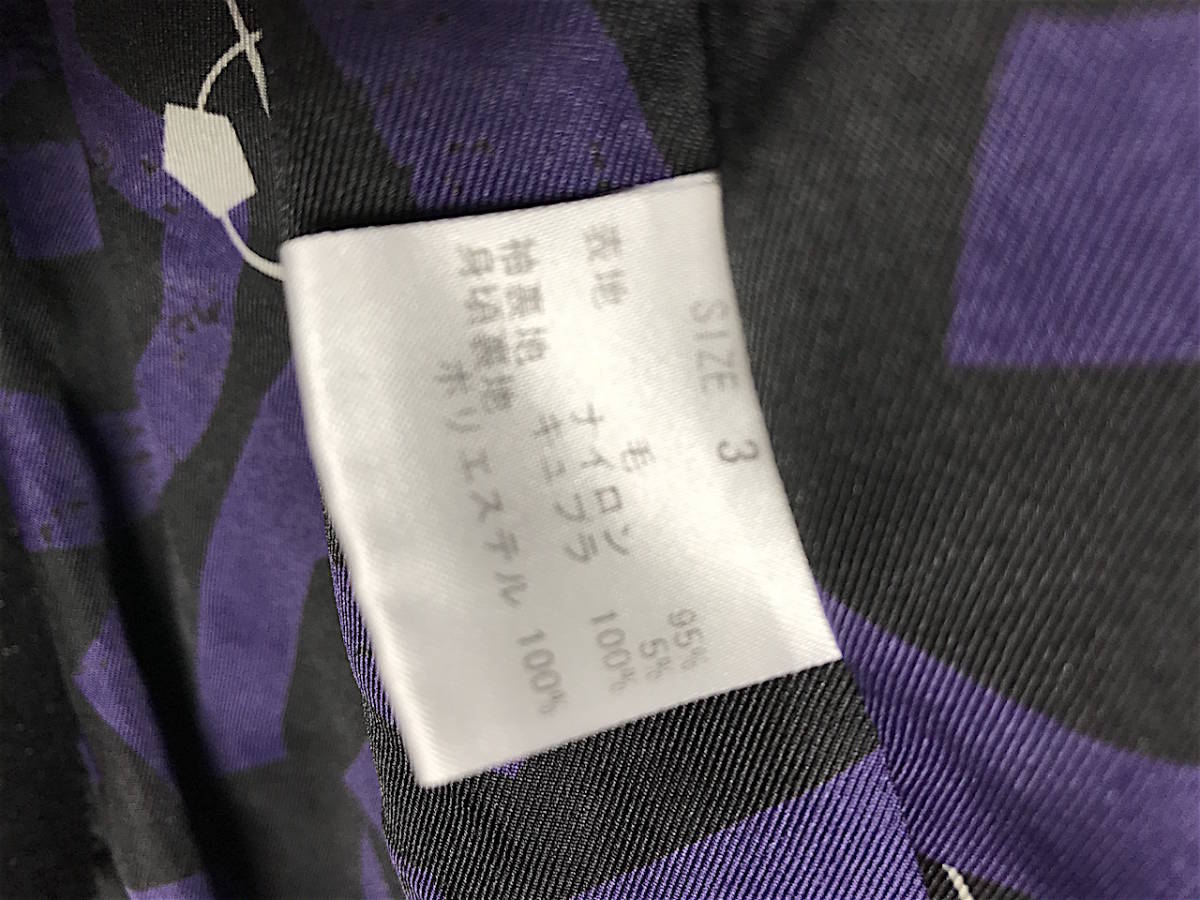 SIZE 3
表地 毛 95%
ナイロン 5%
袖裏地 キュプラ 100%
身頃裏地 ポリエステル 100%